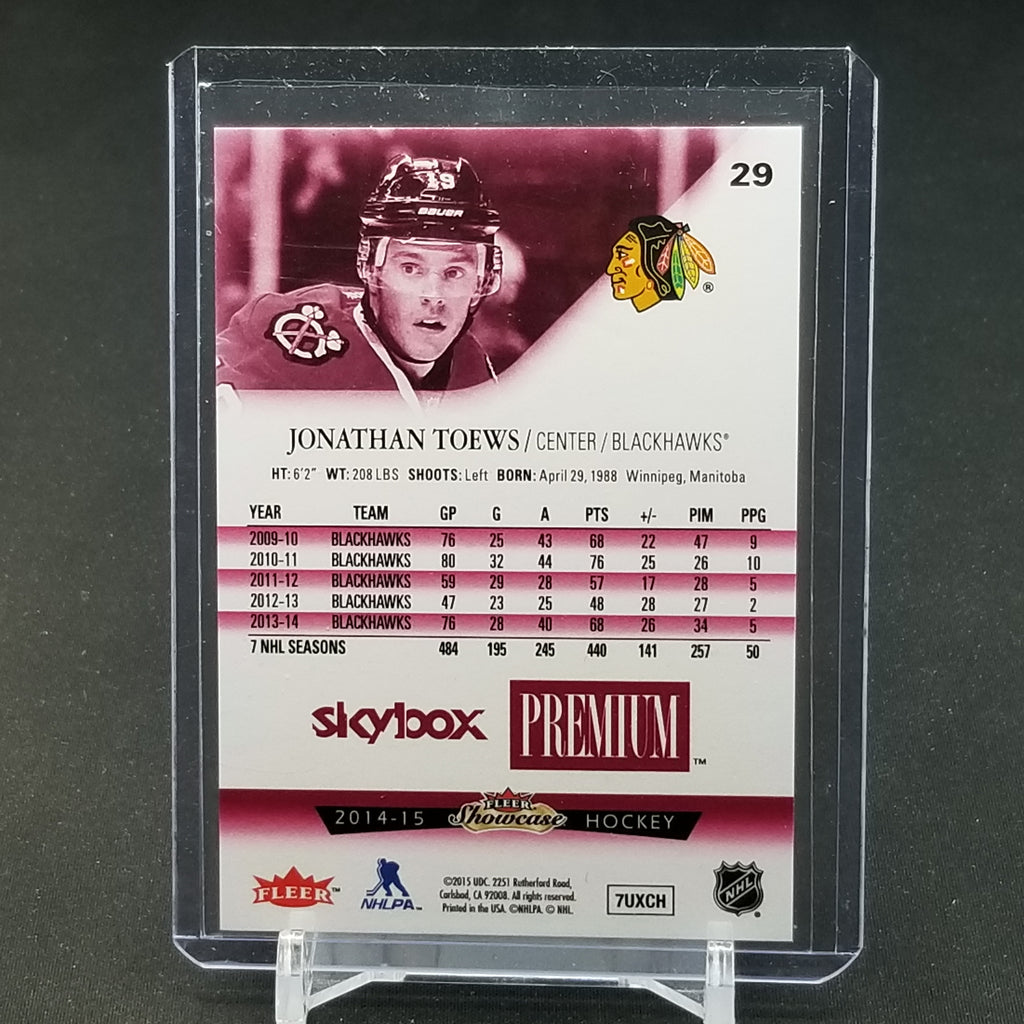 29
19
BAUER
®
JONATHAN TOEWS / CENTER / BLACKHAWKS®
HT: 6'2" WT: 208 LBS SHOOTS: Left BORN: April 29, 1988 Winnipeg, Manitoba
YEAR TEAM GP G A PTS +/- PIM PPG
2009-10 BLACKHAWKS 76 25 43 68 22 47 9
2010-11 BLACKHAWKS 80 32 44 76 25 26 10
2011-12 BLACKHAWKS 59 29 28 57 17 28 5
2012-13 BLACKHAWKS 47 23 25 48 28 27 2
2013-14 BLACKHAWKS 76 28 40 68 26 34 5
7 NHL SEASONS 484 195 245 440 141 257 50
skybox PREMIUM™
FLEER
2014-15 Showcase HOCKEY
FLEER™
NHLPA™
©2015 UDC. 2251 Rutherford Road,
Carlsbad, CA 92008. All rights reserved.
Printed in the USA. ©NHLPA. © NHL.
7UXCH
NHL®